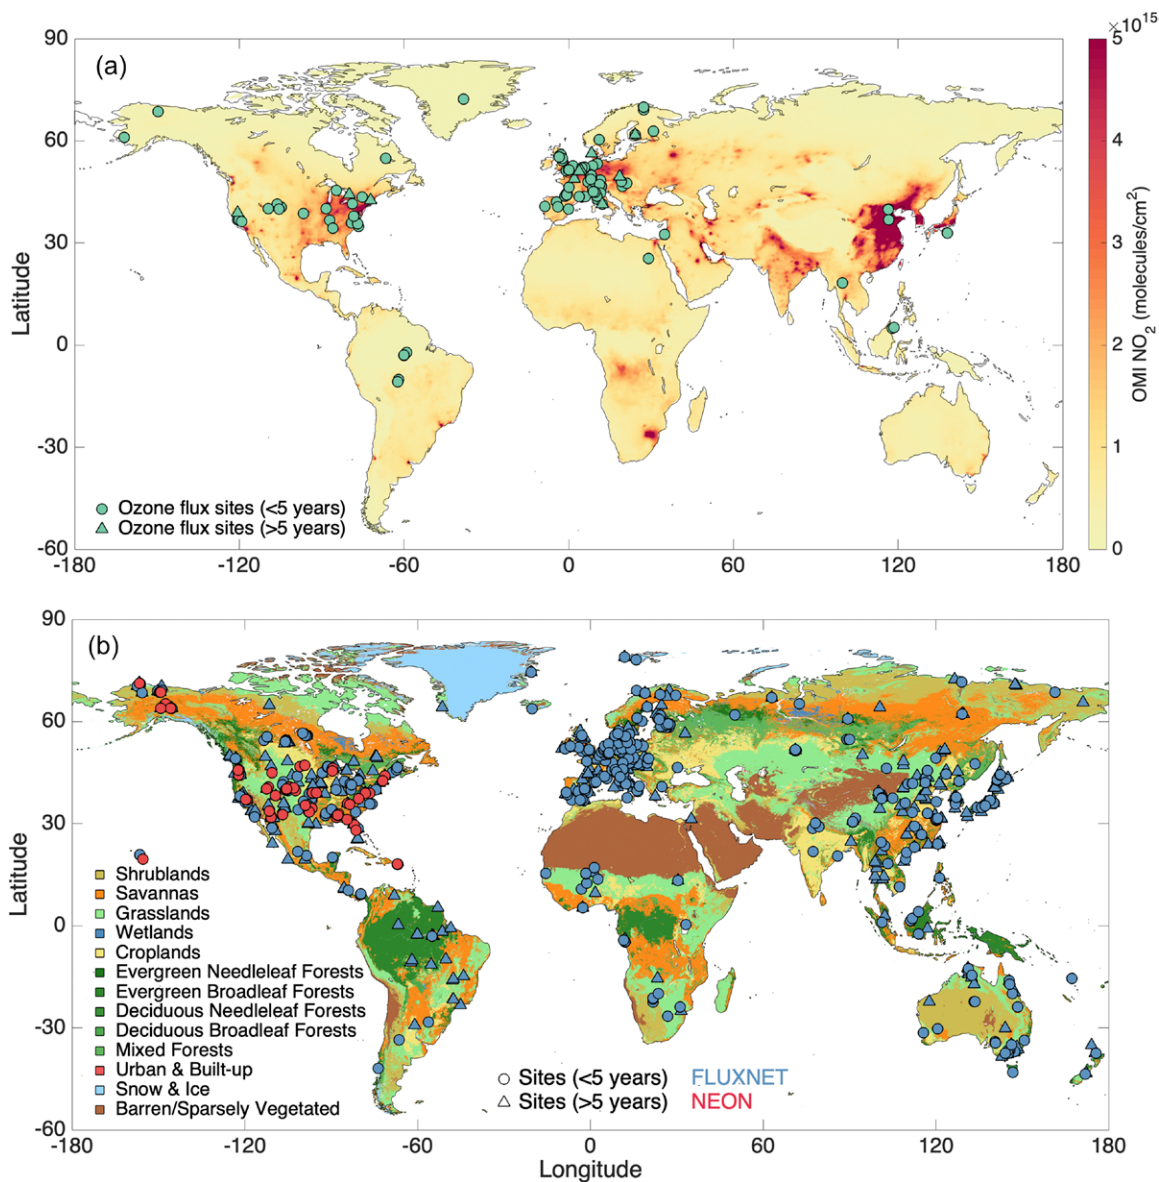 ×10¹⁵
(a)
90
60
30
0
-30
-60
Latitude
-180
-120
-60
0
60
120
180
Ozone flux sites (<5 years)
Ozone flux sites (>5 years)
5
4
3
2
1
0
OMI NO₂ (molecules/cm²)
(b)
90
60
30
0
-30
-60
Latitude
Shrublands
Savannas
Grasslands
Wetlands
Croplands
Evergreen Needleleaf Forests
Evergreen Broadleaf Forests
Deciduous Needleleaf Forests
Deciduous Broadleaf Forests
Mixed Forests
Urban & Built-up
Snow & Ice
Barren/Sparsely Vegetated
Sites (<5 years) FLUXNET
Sites (>5 years) NEON
-180
-120
-60
0
60
120
180
Longitude